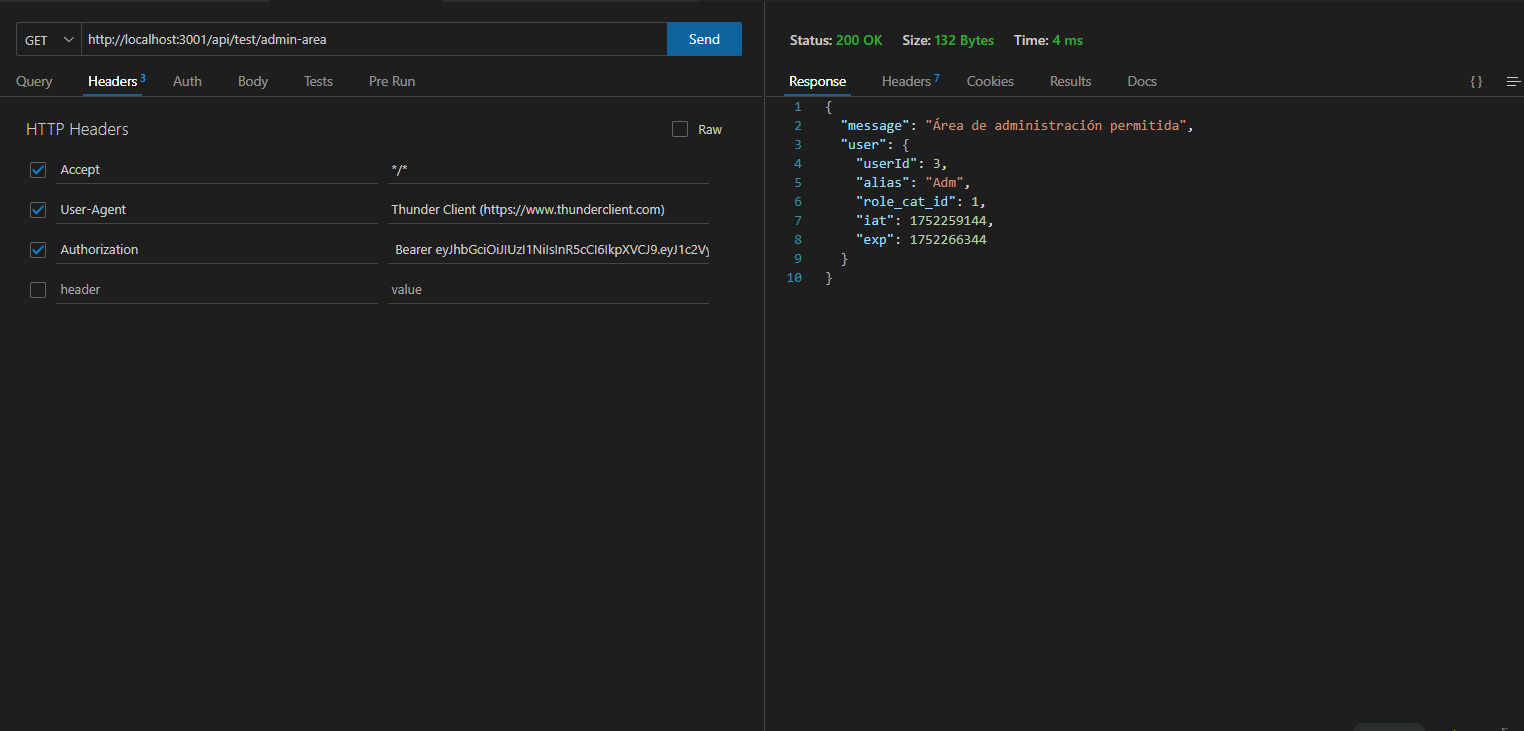 GET http://localhost:3001/api/test/admin-area Send
Query Headers 3 Auth Body Tests Pre Run
HTTP Headers Raw
Accept */*
User-Agent Thunder Client (https://www.thunderclient.com)
Authorization Bearer eyJhbGciOiJIUzI1NiIsInR5cCI6IkpXVCJ9.eyJ1c2Vy
header value
Status: 200 OK Size: 132 Bytes Time: 4 ms
Response Headers 7 Cookies Results Docs {}
1 {
2 "message": "Área de administración permitida",
3 "user": {
4 "userId": 3,
5 "alias": "Adm",
6 "role_cat_id": 1,
7 "iat": 1752259144,
8 "exp": 1752266344
9 }
10 }